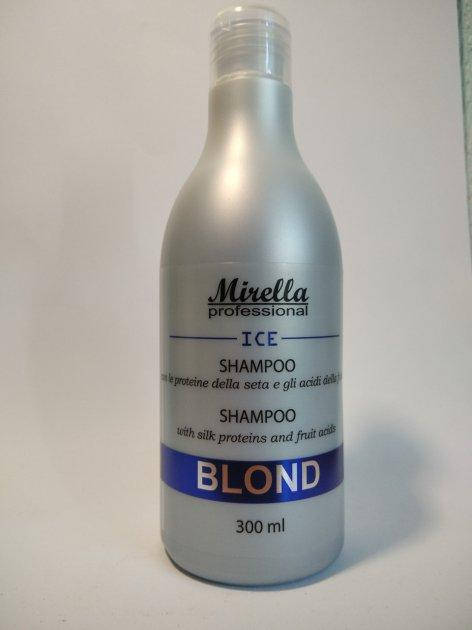 Mirella
professional
ICE
SHAMPOO
le proteine della seta e gli acidi della
SHAMPOO
with silk proteins and fruit acids
BLOND
300 ml